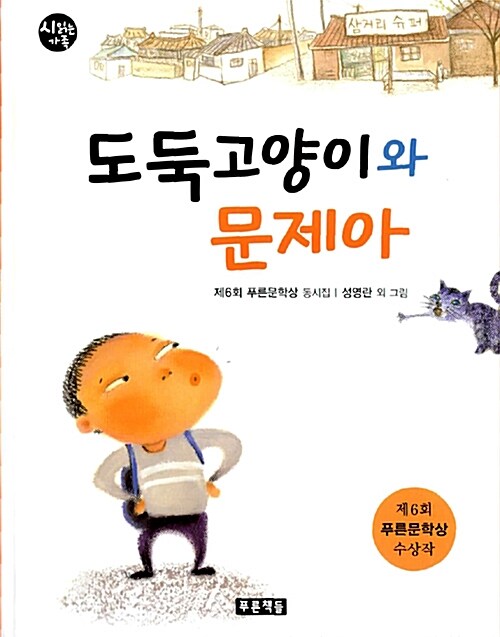 시읽는
가족
삼거리 슈퍼
도둑고양이와
문제아
제6회 푸른문학상 동시집 | 성명란 외 그림
제6회
푸른문학상
수상작
푸른책들